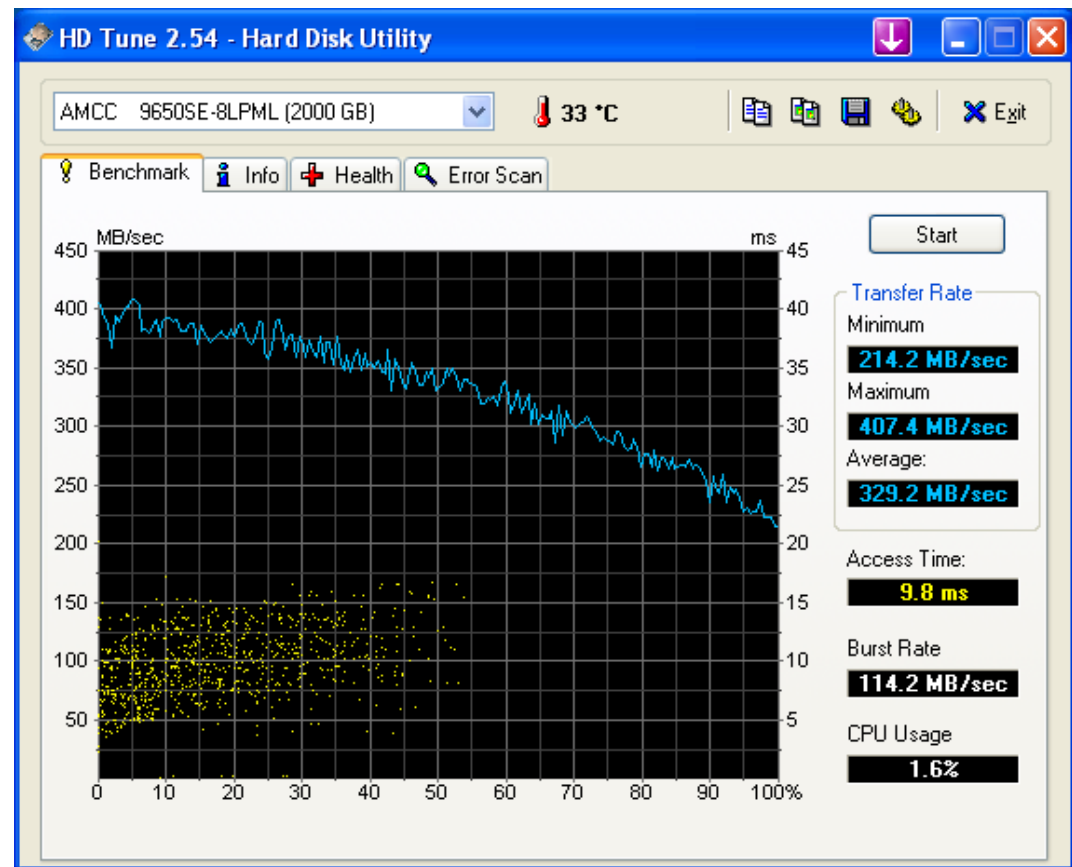 HD Tune 2.54 - Hard Disk Utility
AMCC 9650SE-8LPML (2000 GB)
33 °C
Exit
Benchmark Info Health Error Scan
MB/sec ms
450 45
400 40
350 35
300 30
250 25
200 20
150 15
100 10
50 5
0 10 20 30 40 50 60 70 80 90 100%
Start
Transfer Rate
Minimum
214.2 MB/sec
Maximum
407.4 MB/sec
Average:
329.2 MB/sec
Access Time:
9.8 ms
Burst Rate
114.2 MB/sec
CPU Usage
1.6%